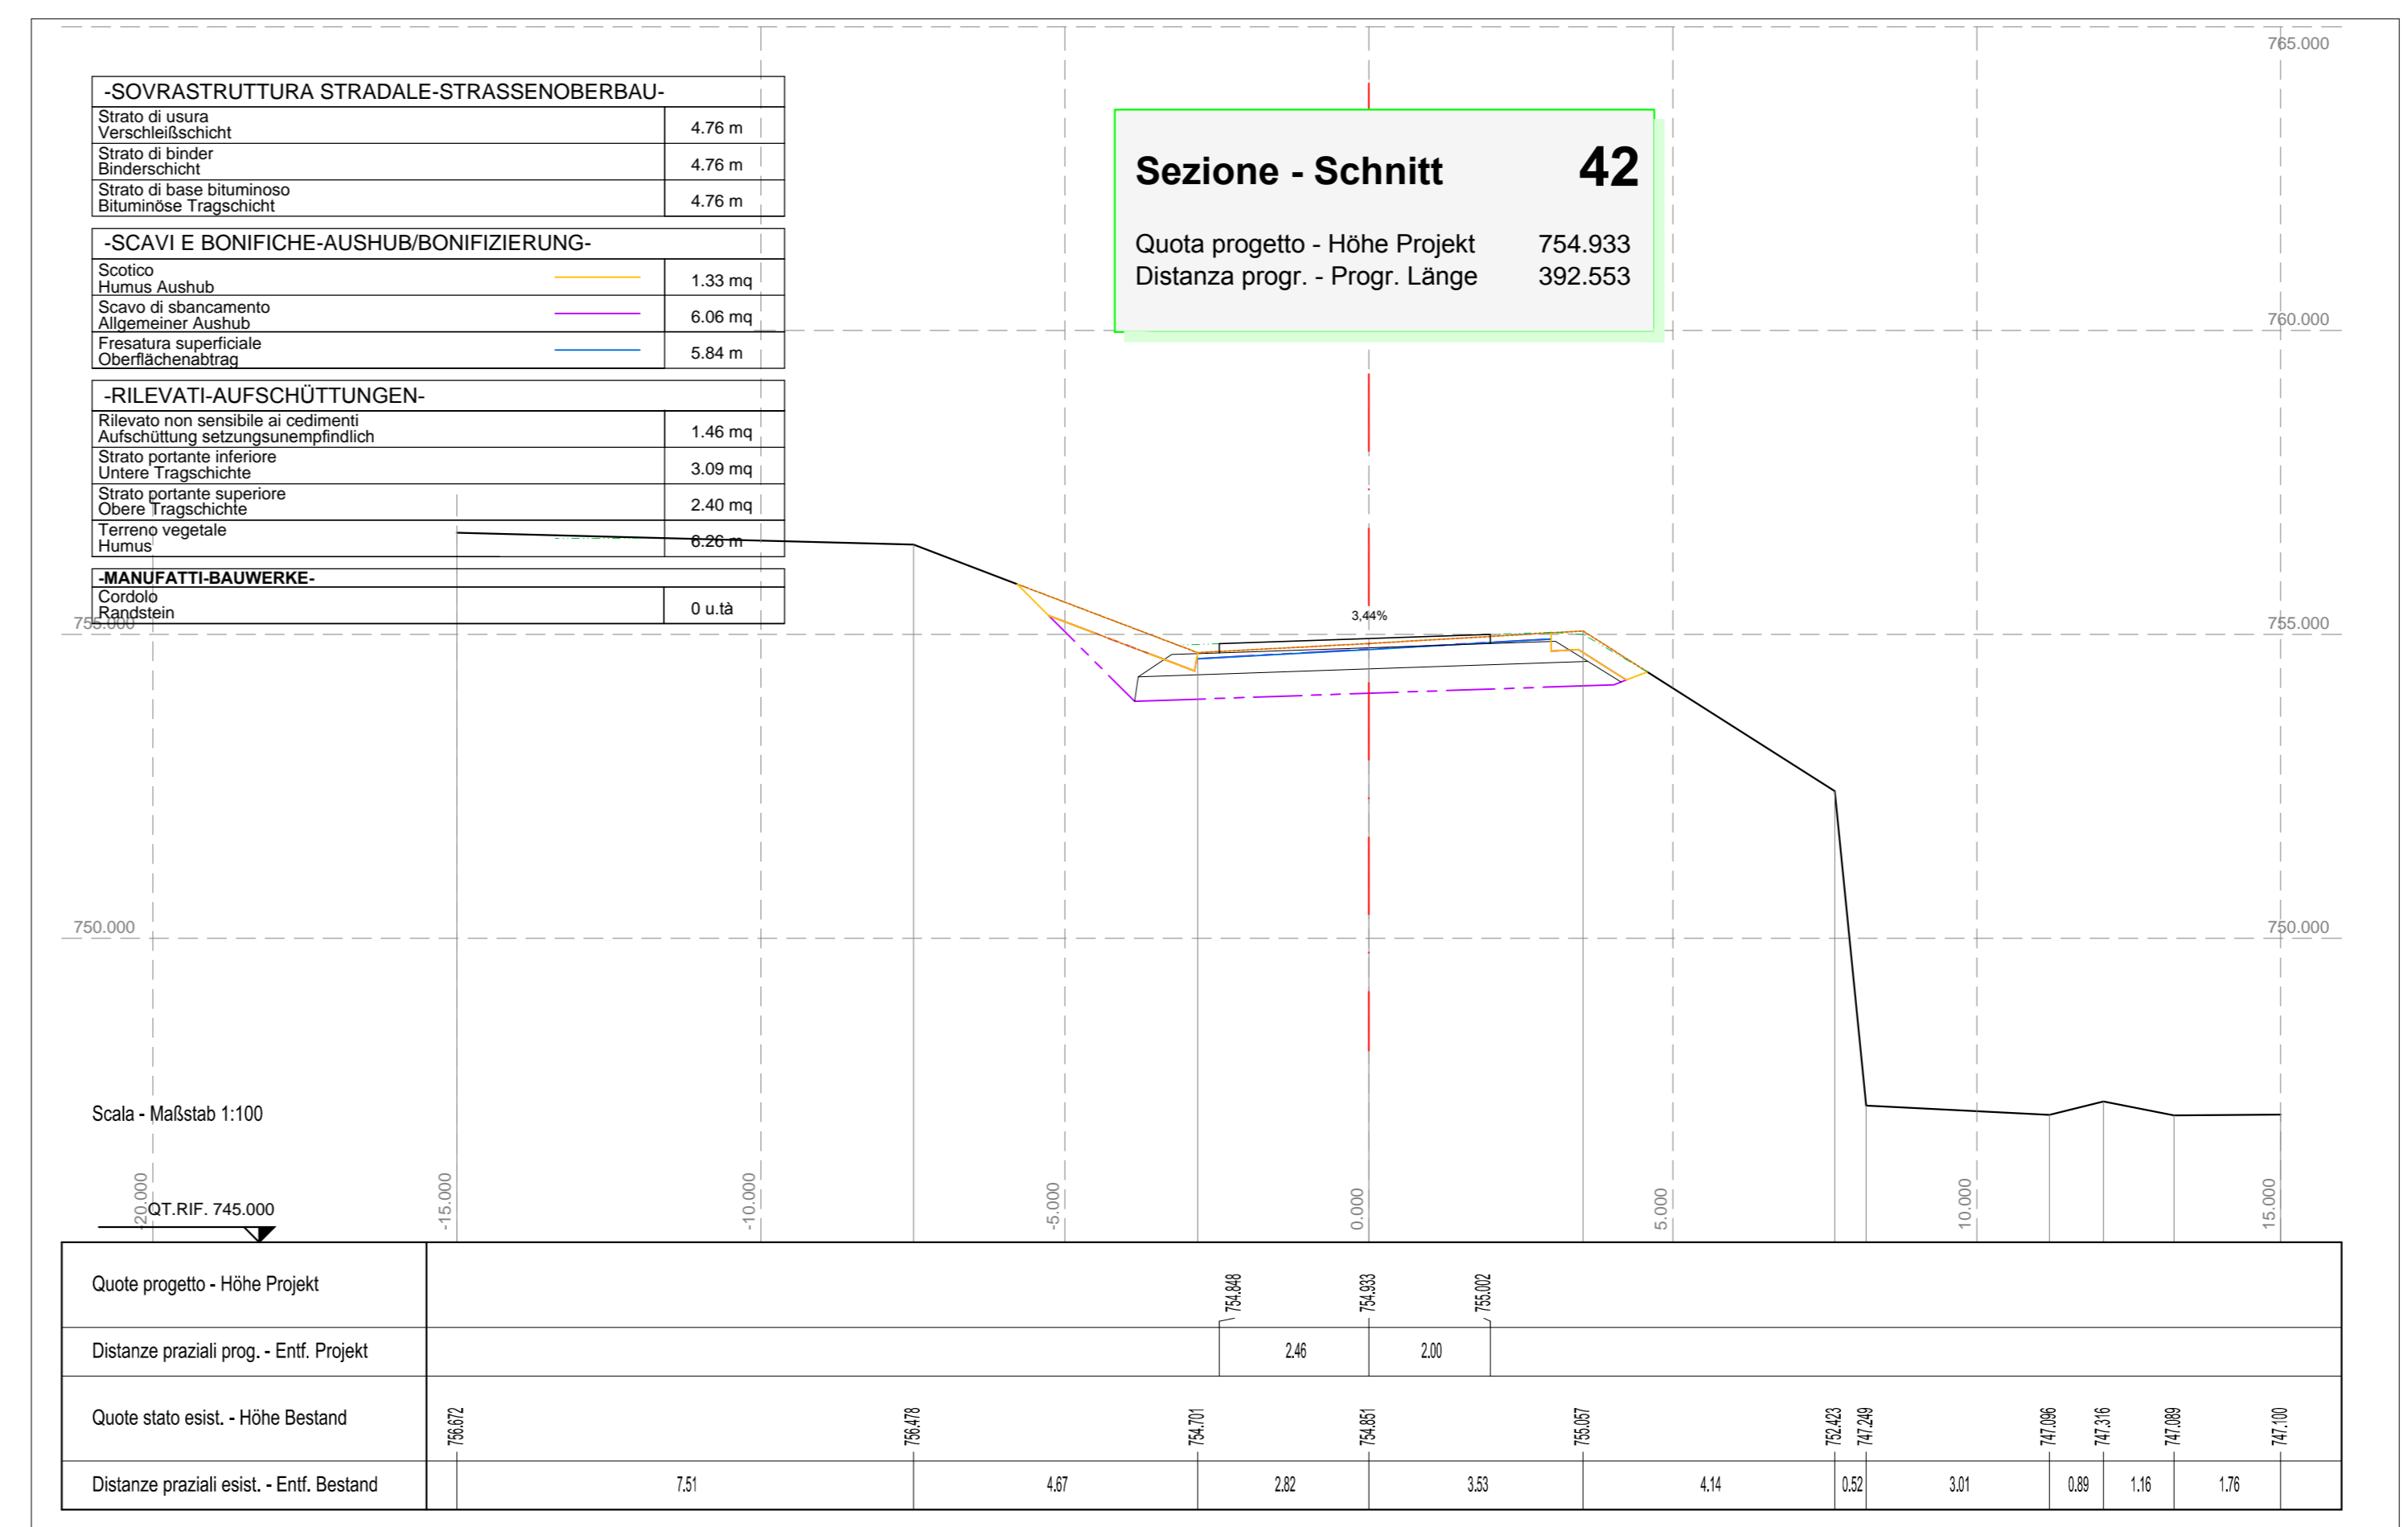 765.000
-SOVRASTRUTTURA STRADALE-STRASSENOBERBAU-
Strato di usura
Verschleißschicht
4.76 m
Strato di binder
Binderschicht
4.76 m
Strato di base bituminoso
Bituminöse Tragschicht
4.76 m
-SCAVI E BONIFICHE-AUSHUB/BONIFIZIERUNG-
Scotico
Humus Aushub
1.33 mq
Scavo di sbancamento
Allgemeiner Aushub
6.06 mq
Fresatura superficiale
Oberflächenabtrag
5.84 m
-RILEVATI-AUFSCHÜTTUNGEN-
Rilevato non sensibile ai cedimenti
Aufschüttung setzungsunempfindlich
1.46 mq
Strato portante inferiore
Untere Tragschichte
3.09 mq
Strato portante superiore
Obere Tragschichte
2.40 mq
Terreno vegetale
Humus
6.26 m
-MANUFATTI-BAUWERKE-
Cordolo
Randstein
0 u.tà
Sezione - Schnitt 42
Quota progetto - Höhe Projekt 754.933
Distanza progr. - Progr. Länge 392.553
760.000
3,44%
755.000
755.000
750.000
750.000
Scala - Maßstab 1:100
QT.RIF. 745.000
-20.000
-15.000
-10.000
-5.000
0.000
5.000
10.000
15.000
Quote progetto - Höhe Projekt
754.848
754.933
755.002
Distanze praziali prog. - Entf. Projekt
2.46
2.00
Quote stato esist. - Höhe Bestand
756.672
756.478
754.701
754.851
755.057
752.423
747.249
747.096
747.316
747.089
747.100
Distanze praziali esist. - Entf. Bestand
7.51
4.67
2.82
3.53
4.14
0.52
3.01
0.89
1.16
1.76